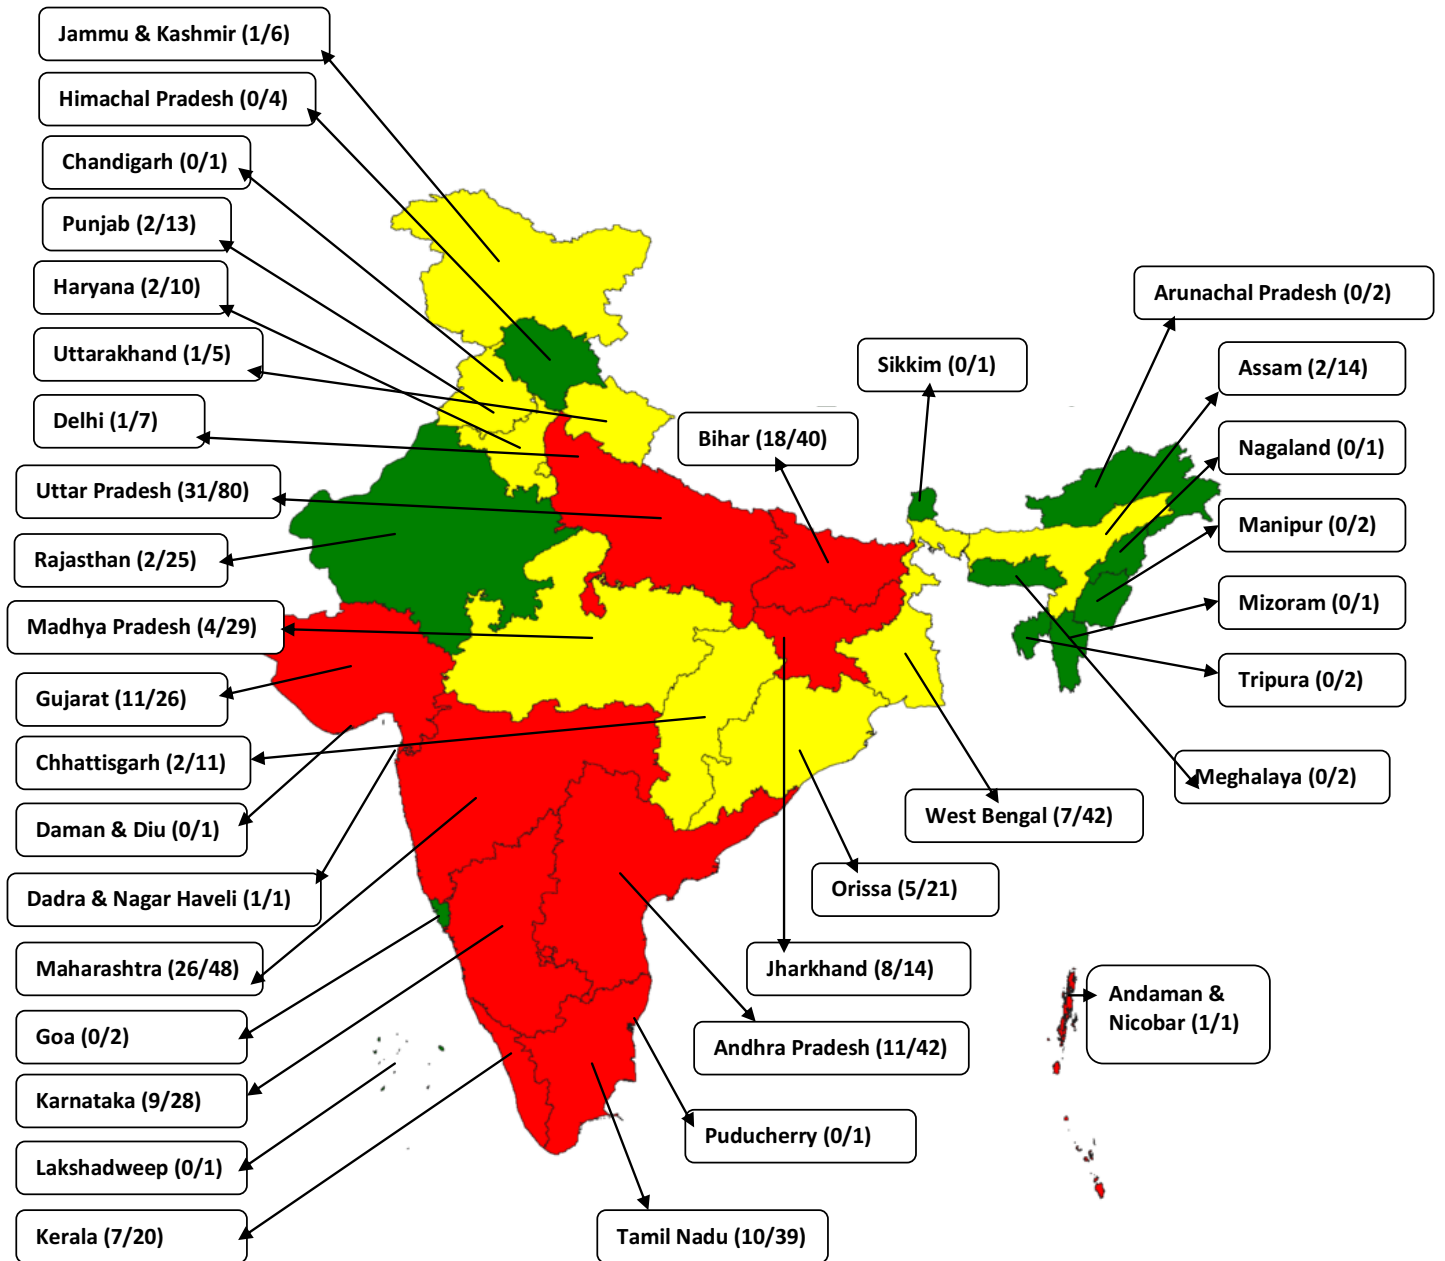 Jammu & Kashmir (1/6)
Himachal Pradesh (0/4)
Chandigarh (0/1)
Punjab (2/13)
Haryana (2/10)
Uttarakhand (1/5)
Delhi (1/7)
Uttar Pradesh (31/80)
Rajasthan (2/25)
Madhya Pradesh (4/29)
Gujarat (11/26)
Chhattisgarh (2/11)
Daman & Diu (0/1)
Dadra & Nagar Haveli (1/1)
Maharashtra (26/48)
Goa (0/2)
Karnataka (9/28)
Lakshadweep (0/1)
Kerala (7/20)
Bihar (18/40)
Sikkim (0/1)
Arunachal Pradesh (0/2)
Assam (2/14)
Nagaland (0/1)
Manipur (0/2)
Mizoram (0/1)
Tripura (0/2)
Meghalaya (0/2)
West Bengal (7/42)
Orissa (5/21)
Jharkhand (8/14)
Andhra Pradesh (11/42)
Puducherry (0/1)
Tamil Nadu (10/39)
Andaman &
Nicobar (1/1)